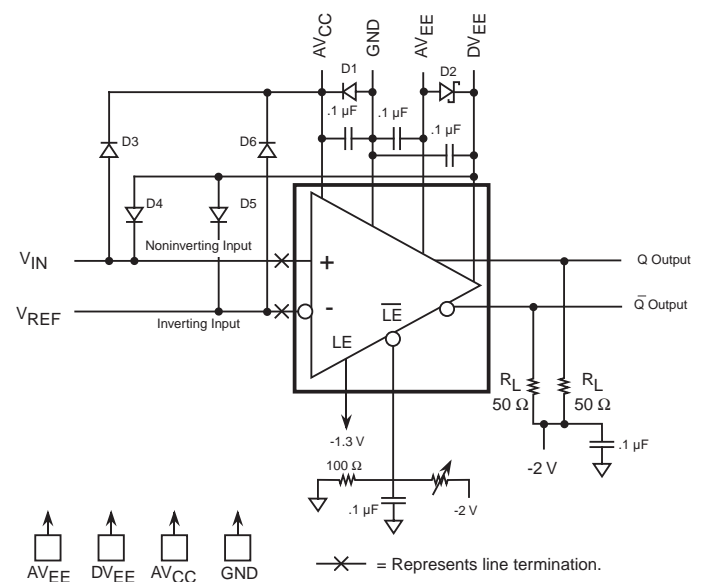 AVCC
GND
AVEE
DVEE
D1
D2
.1 µF
.1 µF
.1 µF
D3
D6
D4
D5
VIN
Noninverting Input
+
Q Output
VREF
Inverting Input
-
LE
L̅E̅
Q̅ Output
RL
50 Ω
RL
50 Ω
-1.3 V
-2 V
.1 µF
100 Ω
.1 µF
-2 V
AVEE
DVEE
AVCC
GND
= Represents line termination.